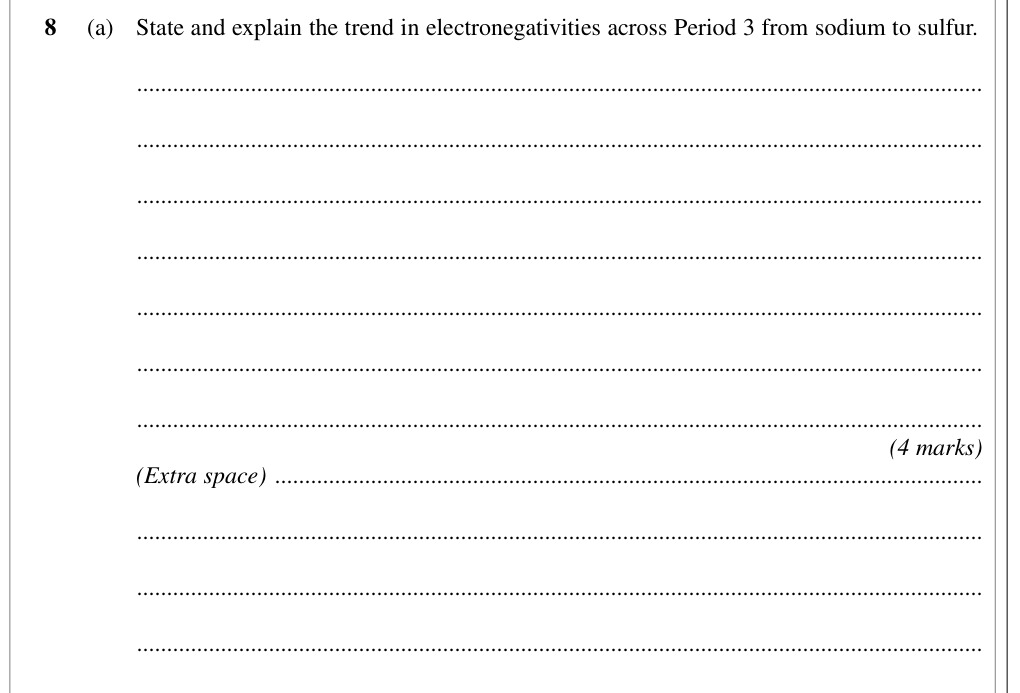 8 (a) State and explain the trend in electronegativities across Period 3 from sodium to sulfur.
(4 marks)
(Extra space)